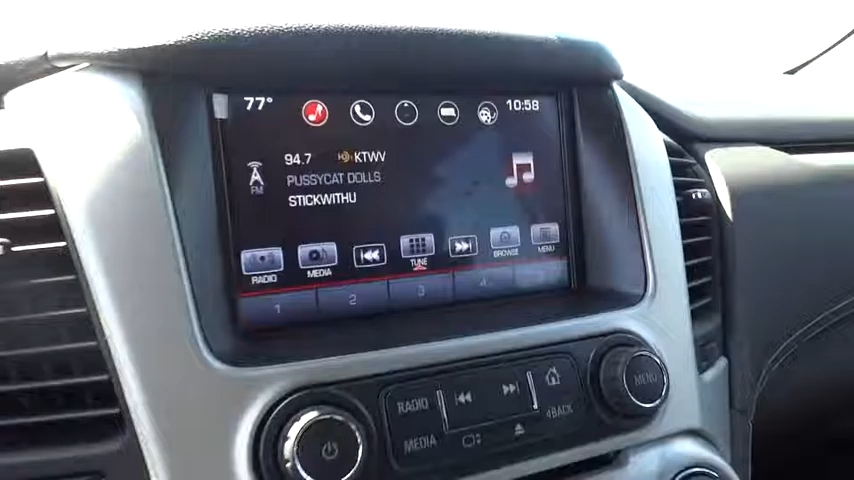 77° 10:58
94.7 KTVW
FM
PUSSYCAT DOLLS
STICKWITHU
RADIO MEDIA TUNE BROWSE MENU
1 2 3 4
RADIO
MENU
MEDIA
BACK